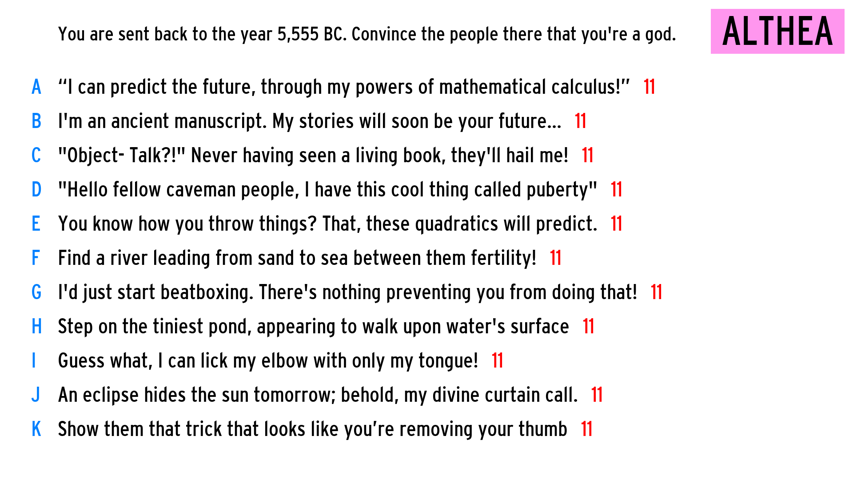 You are sent back to the year 5,555 BC. Convince the people there that you're a god.
ALTHEA
A “I can predict the future, through my powers of mathematical calculus!” 11
B I'm an ancient manuscript. My stories will soon be your future... 11
C "Object- Talk?!" Never having seen a living book, they'll hail me! 11
D "Hello fellow caveman people, I have this cool thing called puberty" 11
E You know how you throw things? That, these quadratics will predict. 11
F Find a river leading from sand to sea between them fertility! 11
G I'd just start beatboxing. There's nothing preventing you from doing that! 11
H Step on the tiniest pond, appearing to walk upon water's surface 11
I Guess what, I can lick my elbow with only my tongue! 11
J An eclipse hides the sun tomorrow; behold, my divine curtain call. 11
K Show them that trick that looks like you’re removing your thumb 11